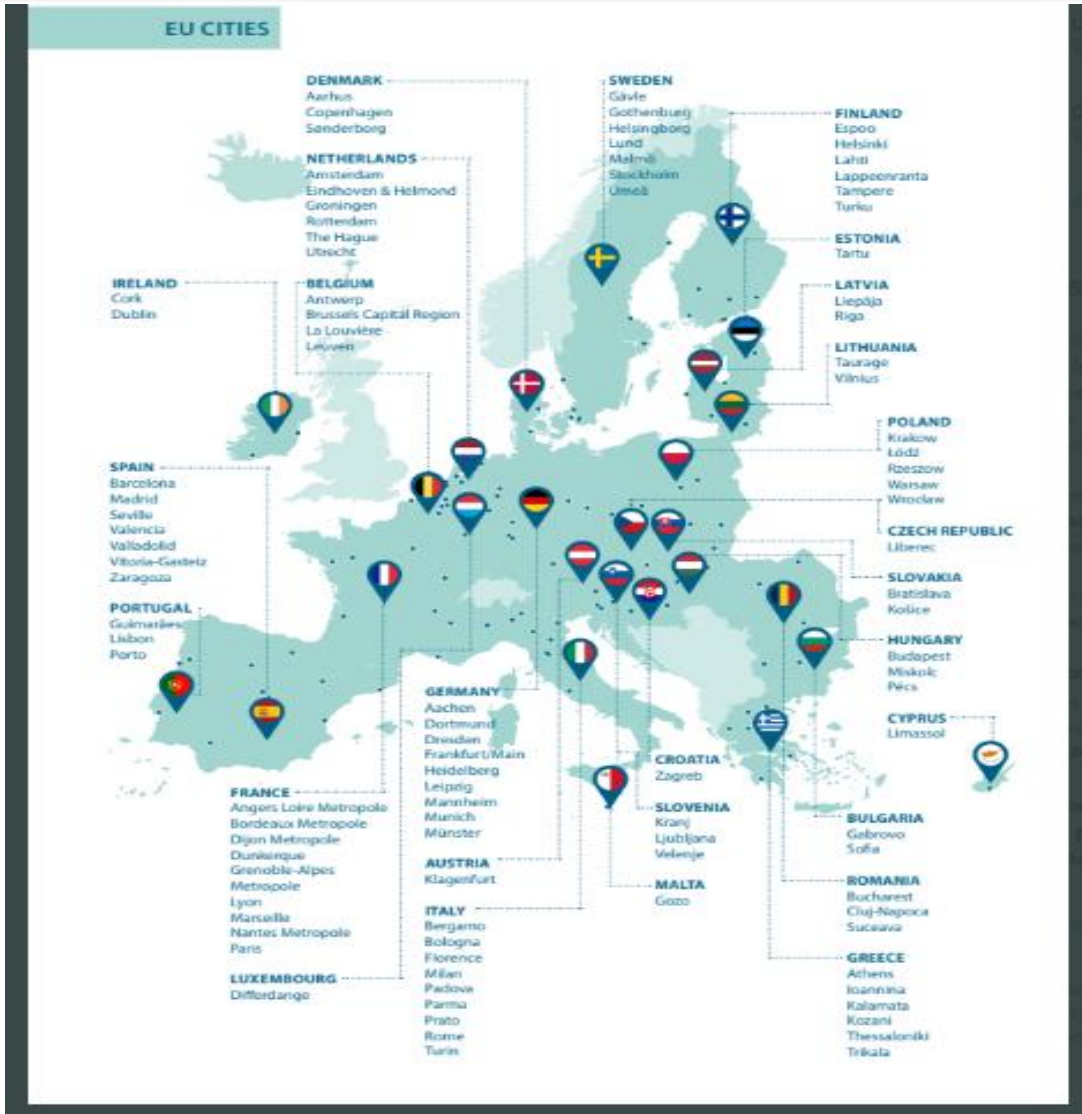 EU CITIES
DENMARK
Aarhus
Copenhagen
Sønderborg
NETHERLANDS
Amsterdam
Eindhoven & Helmond
Groningen
Rotterdam
The Hague
Utrecht
SWEDEN
Gävle
Gothenburg
Helsingborg
Lund
Malmö
Stockholm
Umeå
FINLAND
Espoo
Helsinki
Lahti
Lappeenranta
Tampere
Turku
ESTONIA
Tartu
IRELAND
Cork
Dublin
BELGIUM
Antwerp
Brussels Capital Region
La Louvière
Leuven
LATVIA
Liepāja
Riga
LITHUANIA
Taurage
Vilnius
POLAND
Krakow
Łódź
Rzeszow
Warsaw
Wrocław
SPAIN
Barcelona
Madrid
Seville
Valencia
Valladolid
Vitoria-Gasteiz
Zaragoza
CZECH REPUBLIC
Liberec
SLOVAKIA
Bratislava
Košice
PORTUGAL
Guimarães
Lisbon
Porto
HUNGARY
Budapest
Miskolc
Pécs
GERMANY
Aachen
Dortmund
Dresden
Frankfurt/Main
Heidelberg
Leipzig
Mannheim
Munich
Münster
CYPRUS
Limassol
CROATIA
Zagreb
FRANCE
Angers Loire Metropole
Bordeaux Metropole
Dijon Metropole
Dunkerque
Grenoble-Alpes
Metropole
Lyon
Marseille
Nantes Metropole
Paris
SLOVENIA
Kranj
Ljubljana
Velenje
BULGARIA
Gabrovo
Sofia
AUSTRIA
Klagenfurt
MALTA
Gozo
ROMANIA
Bucharest
Cluj-Napoca
Suceava
ITALY
Bergamo
Bologna
Florence
Milan
Padova
Parma
Prato
Rome
Turin
GREECE
Athens
Ioannina
Kalamata
Kozani
Thessaloniki
Trikala
LUXEMBOURG
Differdange